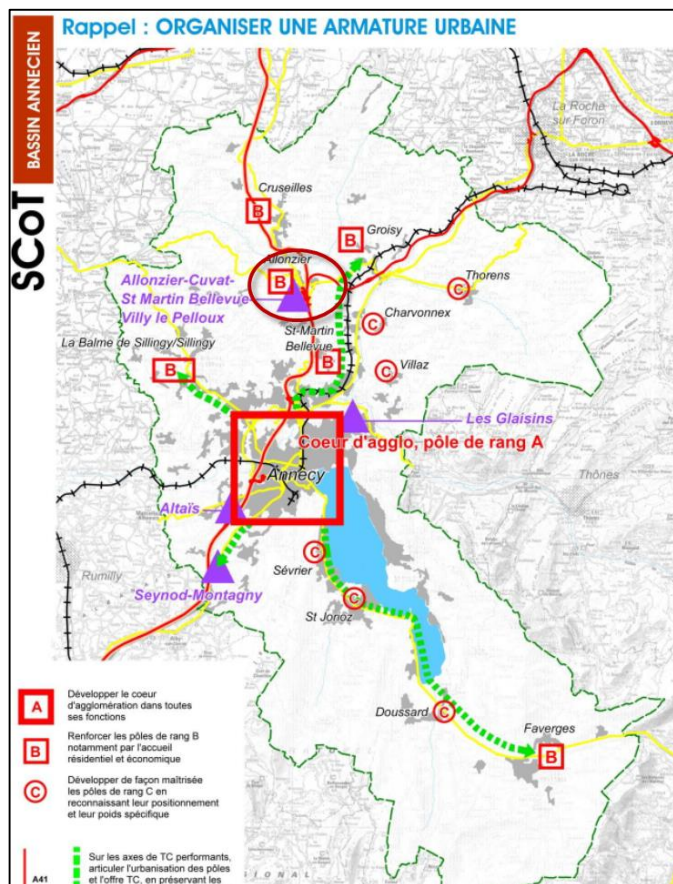 SCoT
BASSIN ANNECIEN
Rappel : ORGANISER UNE ARMATURE URBAINE
La Roche
sur Foron
Cruseilles
B
B
Groisy
Allonzier
B
Allonzier-Cuvat-
St Martin Bellevue
Villy le Pelloux
Thorens
C
Charvonnex
C
St-Martin
Bellevue
B
La Balme de Sillingy/Sillingy
B
Villaz
C
Les Glaisins
Coeur d'agglo, pôle de rang A
Annecy
Thônes
Altaïs
Rumilly
C
Sévrier
Seynod-Montagny
C
St Jorioz
Doussard
C
Faverges
B
A
Développer le coeur
d'agglomération dans toutes
ses fonctions
B
Renforcer les pôles de rang B
notamment par l'accueil
résidentiel et économique
C
Développer de façon maîtrisée
les pôles de rang C en
reconnaissant leur positionnement
et leur poids spécifique
A41
Sur les axes de TC performants,
articuler l'urbanisation des pôles
et l'offre TC, en préservant les